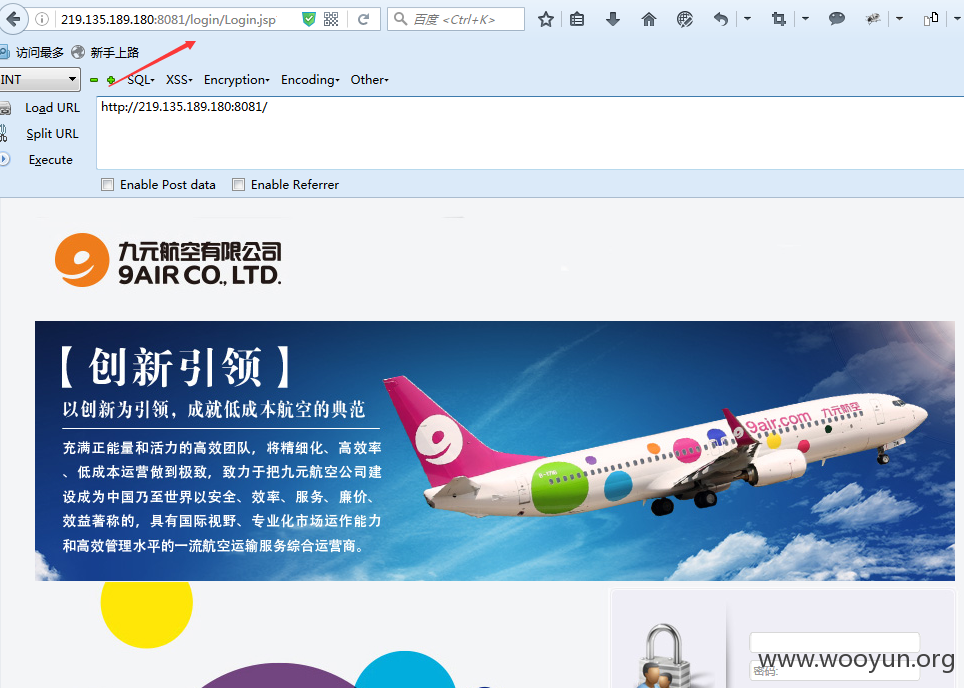 219.135.189.180:8081/login/Login.jsp
百度 <Ctrl+K>
访问最多 新手上路
INT SQL XSS Encryption Encoding Other
Load URL
http://219.135.189.180:8081/
Split URL
Execute
Enable Post data Enable Referrer
九元航空有限公司
9AIR CO., LTD.
【创新引领】
以创新为引领，成就低成本航空的典范
充满正能量和活力的高效团队，将精细化、高效率
、低成本运营做到极致，致力于把九元航空公司建
设成为中国乃至世界以安全、效率、服务、廉价、
效益著称的，具有国际视野、专业化市场运作能力
和高效管理水平的一流航空运输服务综合运营商。
9air.com 九元航空
www.wooyun.org
密码: